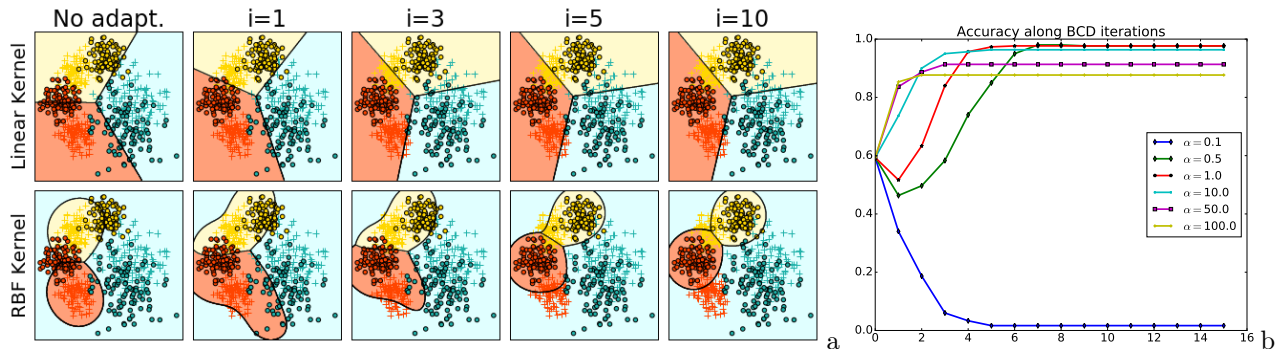 No adapt. i=1 i=3 i=5 i=10
Linear Kernel
RBF Kernel
a
Accuracy along BCD iterations
1.0
0.8
0.6
0.4
0.2
0.0
0 2 4 6 8 10 12 14 16
α = 0.1
α = 0.5
α = 1.0
α = 10.0
α = 50.0
α = 100.0
b